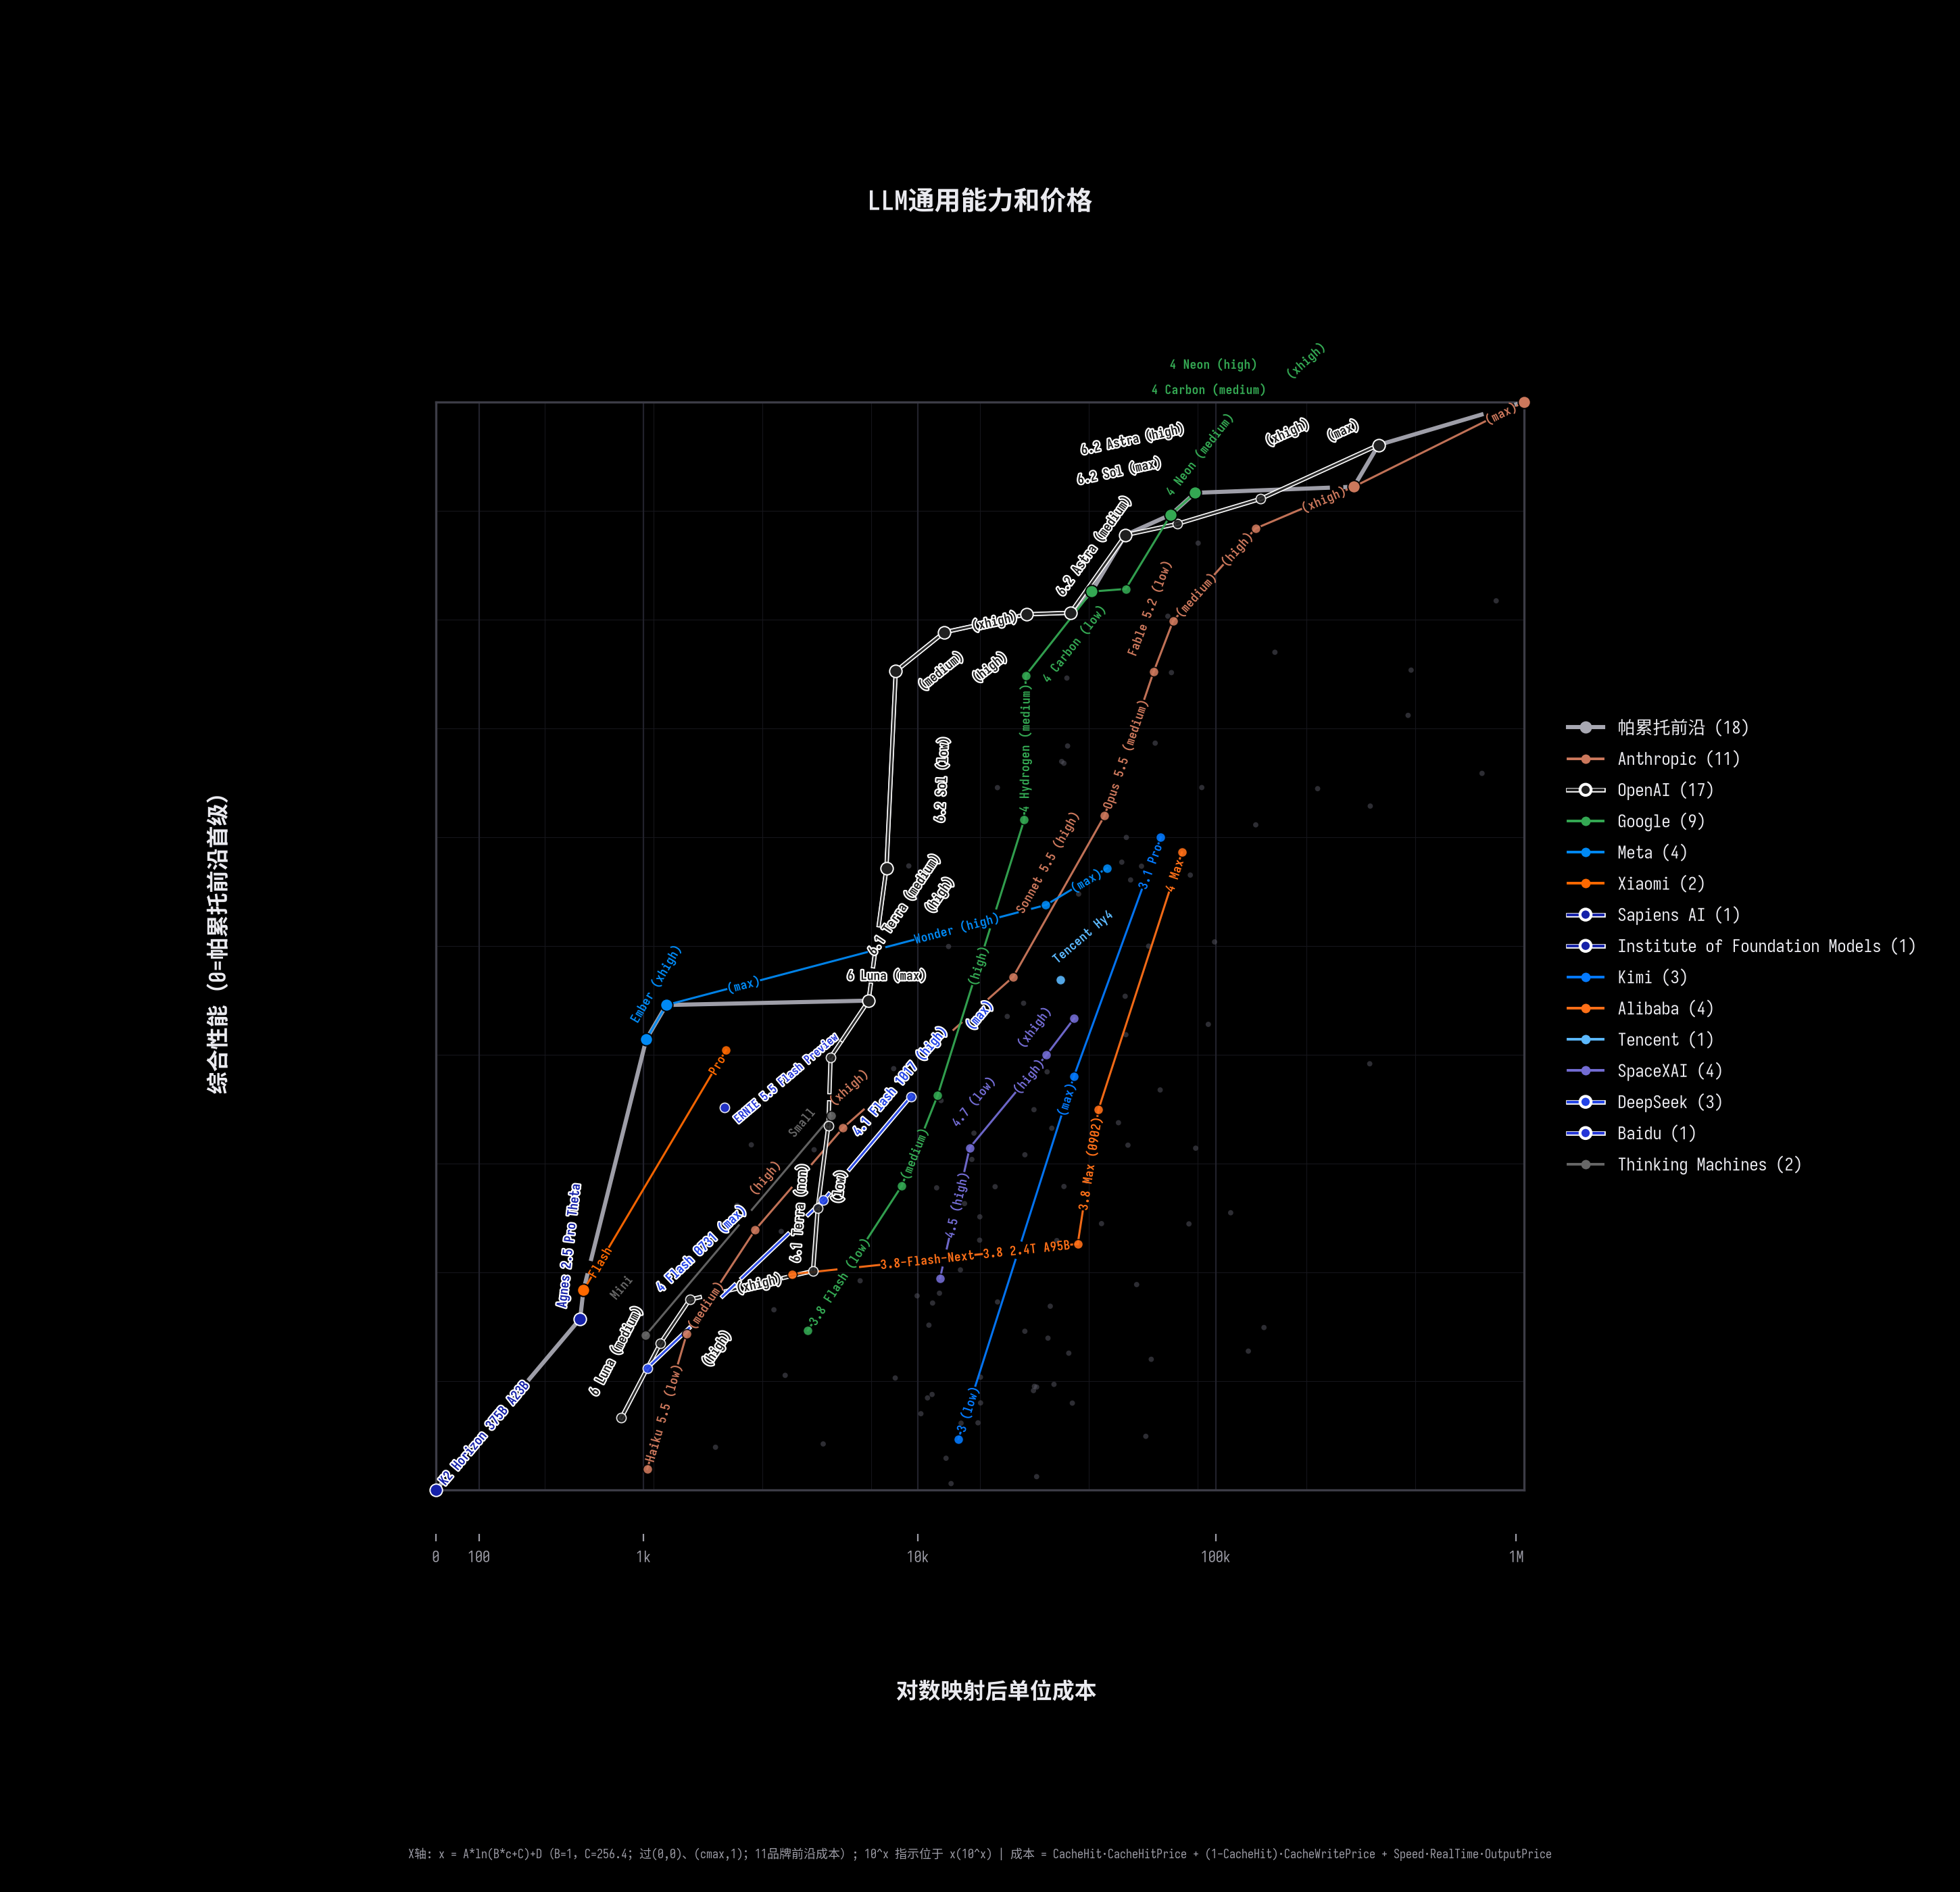 LLM通用能力和价格
4 Neon (high)
(xhigh)
4 Carbon (medium)
(max)
6.2 Astra (high)
(xhigh)
(max)
4 Neon (medium)
6.2 Sol (max)
(xhigh)
6.2 Astra (medium)
(high)
Fable 5.2 (low)
(medium)
(xhigh)
4 Carbon (low)
(medium)
(high)
4 Hydrogen (medium)
Opus 5.5 (medium)
6.2 Sol (low)
Sonnet 5.5 (high)
6.1 Terra (medium)
(high)
(max)
3.1 Pro
4 Max
Wonder (high)
Tencent Hy4
6 Luna (max)
(high)
Ember (xhigh)
(max)
(max)
(xhigh)
ERNIE 5.5 Flash Preview
4.1 Flash 1017 (high)
Pro
(xhigh)
Small
4.7 (low)
(high)
(max)
(medium)
3.8 Max (0902)
(high)
6.1 Terra (non)
(low)
4.5 (high)
Agnes 2.5 Pro Theta
4 Flash 0731 (max)
Flash
3.8-Flash-Next
3.8 2.4T A95B
3.8 Flash (low)
(xhigh)
Mini
(medium)
6 Luna (medium)
(high)
Haiku 5.5 (low)
3 (low)
K2 Horizon 375B A23B
综合性能 (0=帕累托前沿首级)
帕累托前沿 (18)
Anthropic (11)
OpenAI (17)
Google (9)
Meta (4)
Xiaomi (2)
Sapiens AI (1)
Institute of Foundation Models (1)
Kimi (3)
Alibaba (4)
Tencent (1)
SpaceXAI (4)
DeepSeek (3)
Baidu (1)
Thinking Machines (2)
0
100
1k
10k
100k
1M
对数映射后单位成本
X轴: x = A*ln(B*c+C)+D (B=1, C=256.4; 过(0,0)、(cmax,1); 11品牌前沿成本) ; 10^x 指示位于 x(10^x) | 成本 = CacheHit·CacheHitPrice + (1-CacheHit)·CacheWritePrice + Speed·RealTime·OutputPrice